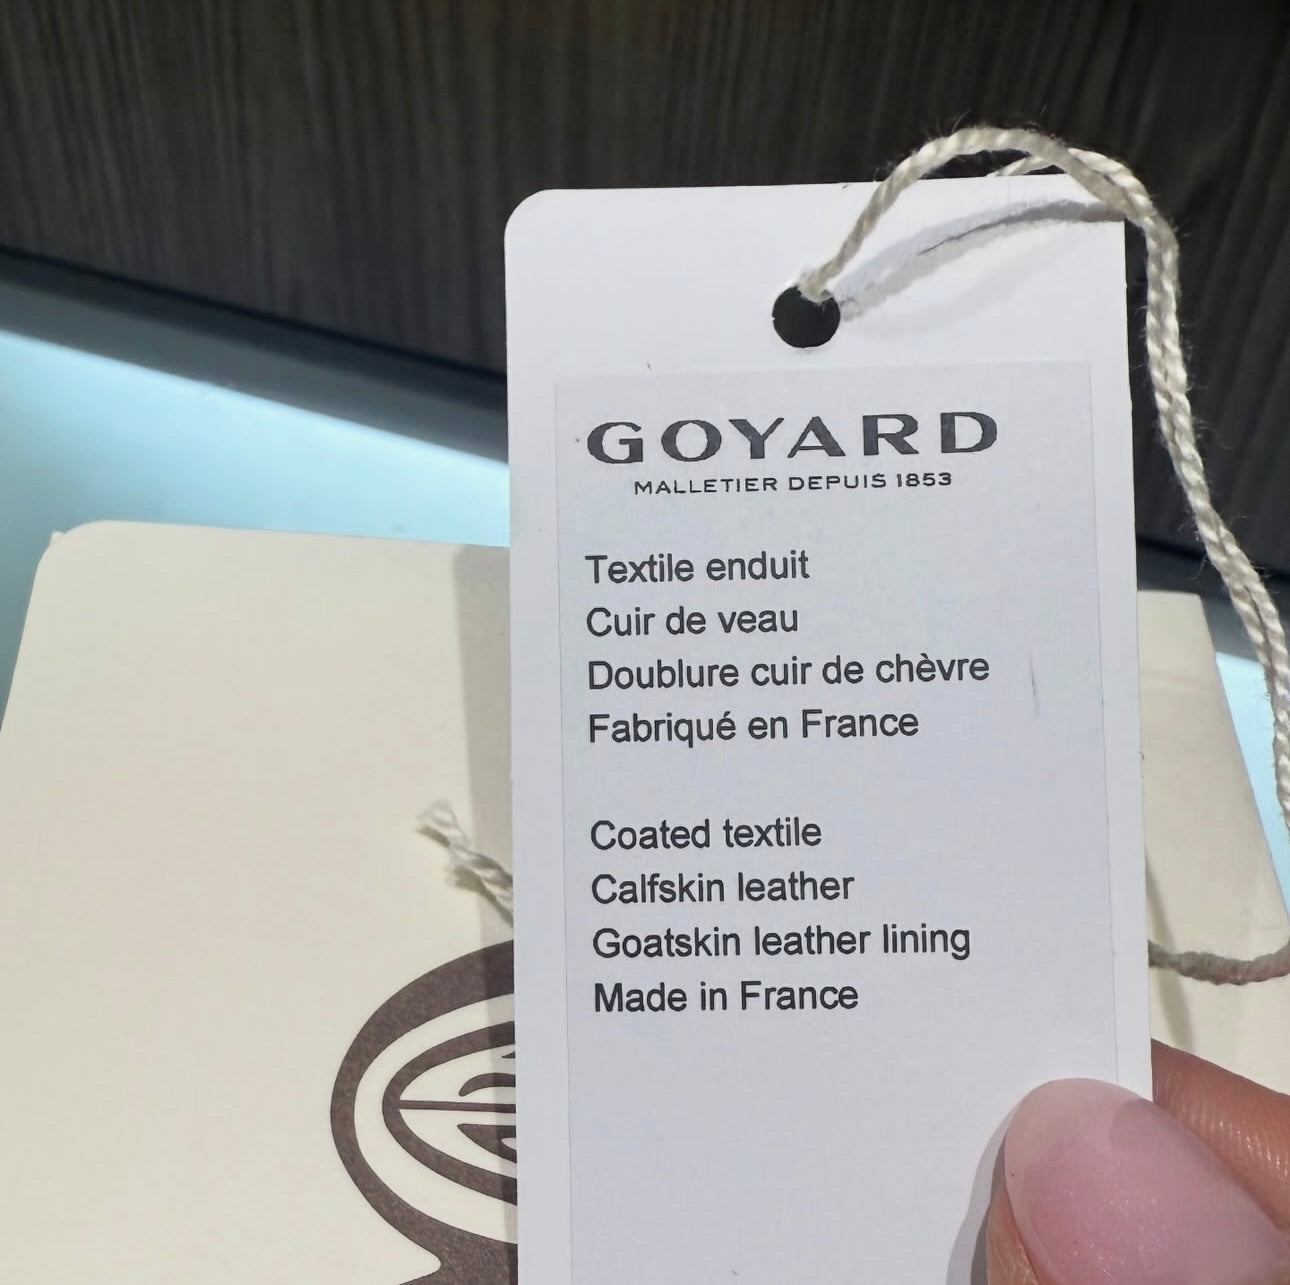 GOYARD
MALLETIER DEPUIS 1853
Textile enduit
Cuir de veau
Doublure cuir de chèvre
Fabriqué en France
Coated textile
Calfskin leather
Goatskin leather lining
Made in France